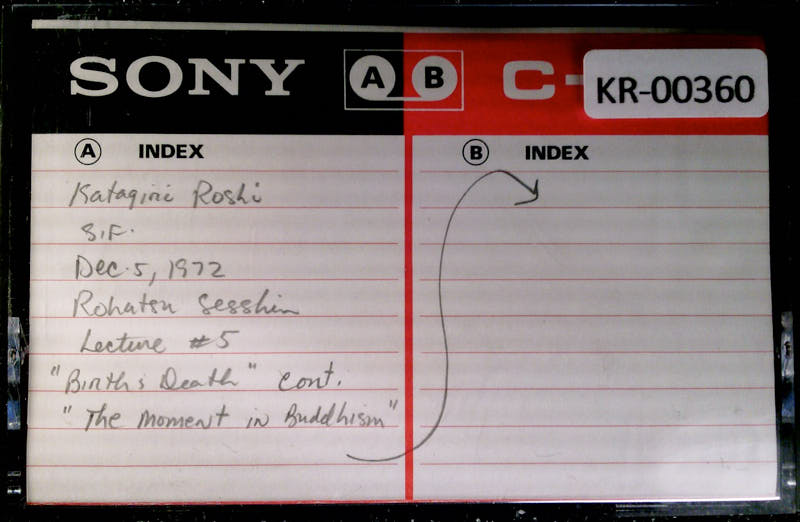 SONY A B C- KR-00360
A INDEX
Katagiri Roshi
S.F.
Dec. 5, 1972
Rohatsu Sesshin
Lecture #5
"Birth & Death" cont.
"The Moment in Buddhism"
B INDEX